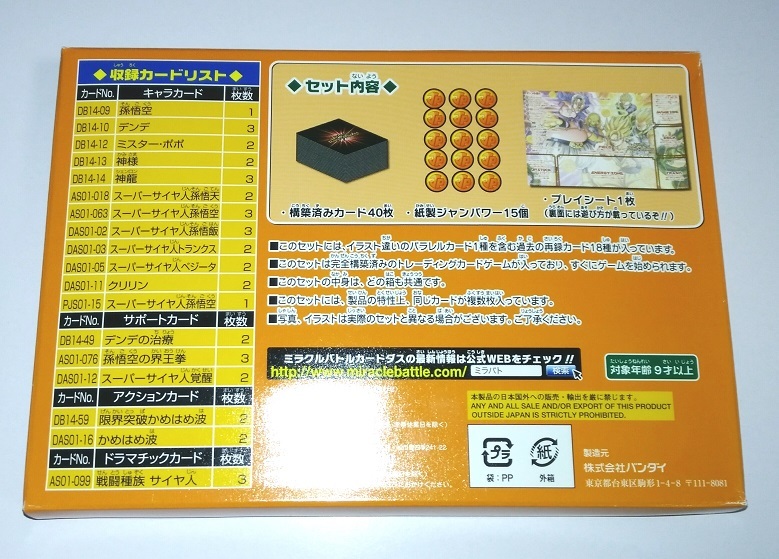 ◆収録カードリスト◆
カードNo. キャラカード 枚数
DB14-09 孫悟空 1
DB14-10 デンデ 3
DB14-12 ミスター・ポポ 2
DB14-13 神様 2
DB14-14 神龍 3
AS01-018 スーパーサイヤ人孫悟天 2
AS01-063 スーパーサイヤ人孫悟空 3
DAS01-02 スーパーサイヤ人孫悟飯 3
DAS01-03 スーパーサイヤ人トランクス 2
DAS01-05 スーパーサイヤ人ベジータ 2
DAS01-11 クリリン 2
PJS01-15 スーパーサイヤ人孫悟空 1
カードNo. サポートカード 枚数
DB14-49 デンデの治療 2
AS01-076 孫悟空の界王拳 3
DAS01-12 スーパーサイヤ人覚醒 2
カードNo. アクションカード 枚数
DB14-59 限界突破かめはめ波 2
DAS01-16 かめはめ波 2
カードNo. ドラマチックカード 枚数
AS01-099 戦闘種族 サイヤ人 3
◆セット内容◆
・構築済みカード40枚
・紙製ジャンパワー15個
・プレイシート1枚
(裏面には遊び方が載っているぞ!!)
■このセットには、イラスト違いのパラレルカード1種を含む過去の再録カード18種が入っています。
■このセットは完全構築済みのトレーディングカードゲームが入っており、すぐにゲームを始められます。
■このセットの中身は、どの箱も共通です。
■このセットには、製品の特性上、同じカードが複数枚入っています。
■写真、イラストは実際のセットと異なる場合がございます。ご了承ください。
ミラクルバトルカードダスの最新情報は公式WEBをチェック!!
http://www.miraclebattle.com/ ミラバト 検索
対象年齢 9才以上
本製品の日本国外への販売・輸出を厳に禁じます。
ANY AND ALL SALE AND/OR EXPORT OF THIS PRODUCT
OUTSIDE JAPAN IS STRICTLY PROHIBITED.
プラ
袋:PP
紙
外箱
製造元
株式会社バンダイ
東京都台東区駒形1-4-8 〒111-8081